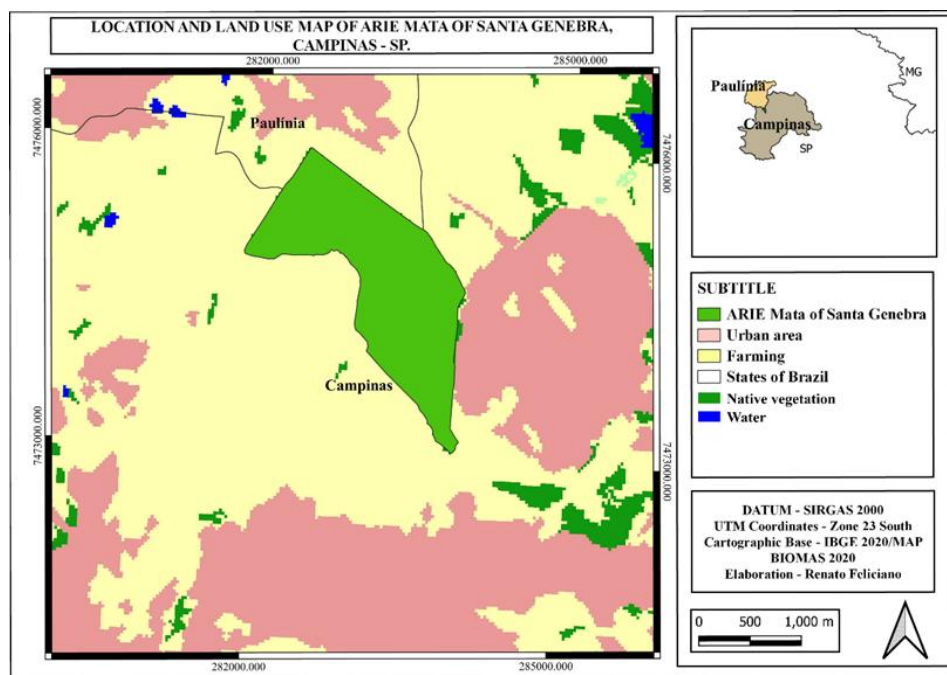 LOCATION AND LAND USE MAP OF ARIE MATA OF SANTA GENEBRA,
CAMPINAS - SP.
282000.000
285000.000
7476000.000
7476000.000
Paulínia
Campinas
7473000.000
7473000.000
282000.000
285000.000
MG
Paulínia
Campinas
SP
SUBTITLE
ARIE Mata of Santa Genebra
Urban area
Farming
States of Brazil
Native vegetation
Water
DATUM - SIRGAS 2000
UTM Coordinates - Zone 23 South
Cartographic Base - IBGE 2020/MAP
BIOMAS 2020
Elaboration - Renato Feliciano
0 500 1,000 m